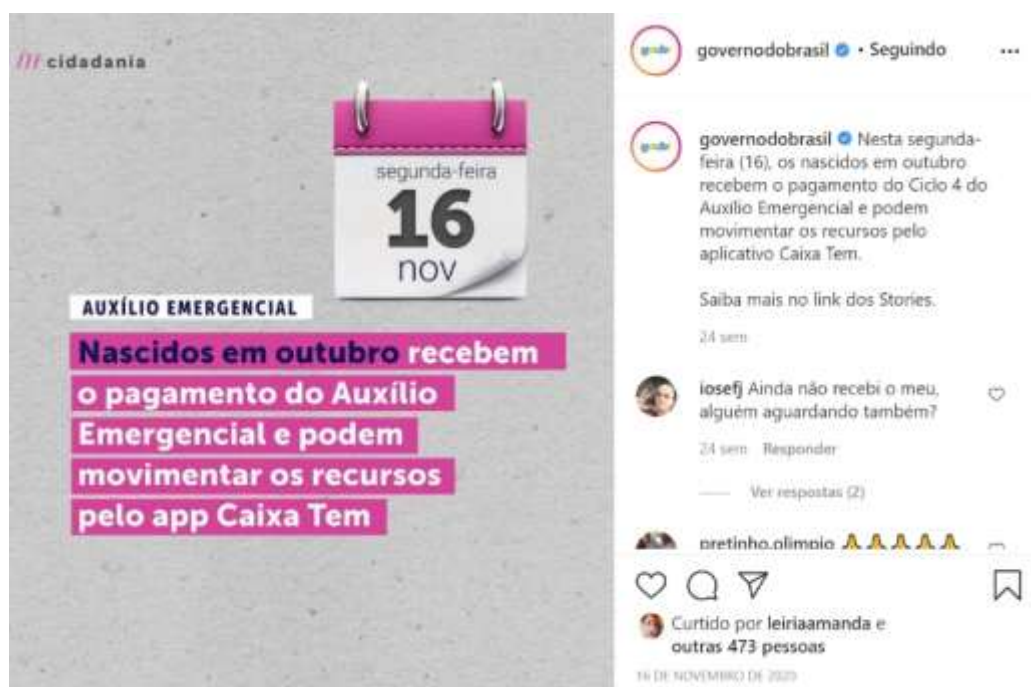 cidadania
segunda-feira
16
nov
AUXÍLIO EMERGENCIAL
Nascidos em outubro recebem
o pagamento do Auxílio
Emergencial e podem
movimentar os recursos
pelo app Caixa Tem
governodobrasil • Seguindo
governodobrasil Nesta segunda-
feira (16), os nascidos em outubro
recebem o pagamento do Ciclo 4 do
Auxílio Emergencial e podem
movimentar os recursos pelo
aplicativo Caixa Tem.
Saiba mais no link dos Stories.
24 sem
iosefj Ainda não recebi o meu,
alguém aguardando também?
24 sem Responder
Ver respostas (2)
pretinho.olimpio 🙏🙏🙏🙏🙏
Curtido por leiriaamanda e
outras 473 pessoas
16 DE NOVEMBRO DE 2020